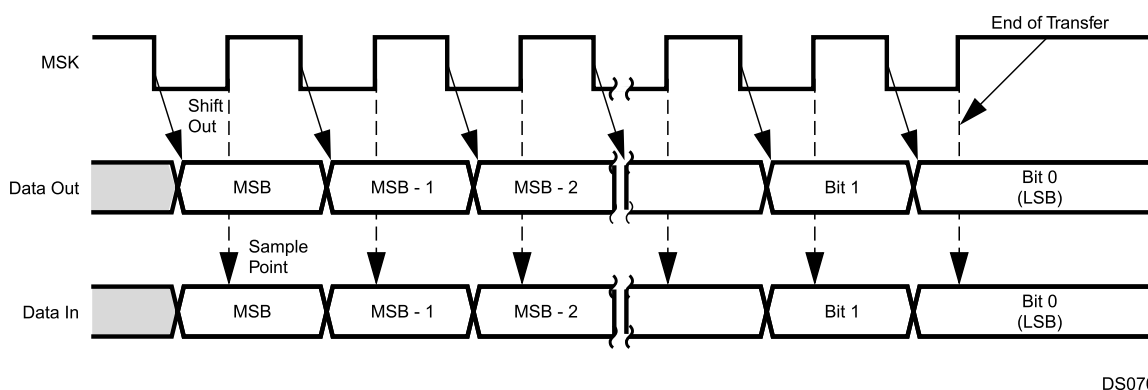 End of Transfer
MSK
Shift
Out
Data Out
MSB
MSB - 1
MSB - 2
Bit 1
Bit 0
(LSB)
Sample
Point
Data In
MSB
MSB - 1
MSB - 2
Bit 1
Bit 0
(LSB)